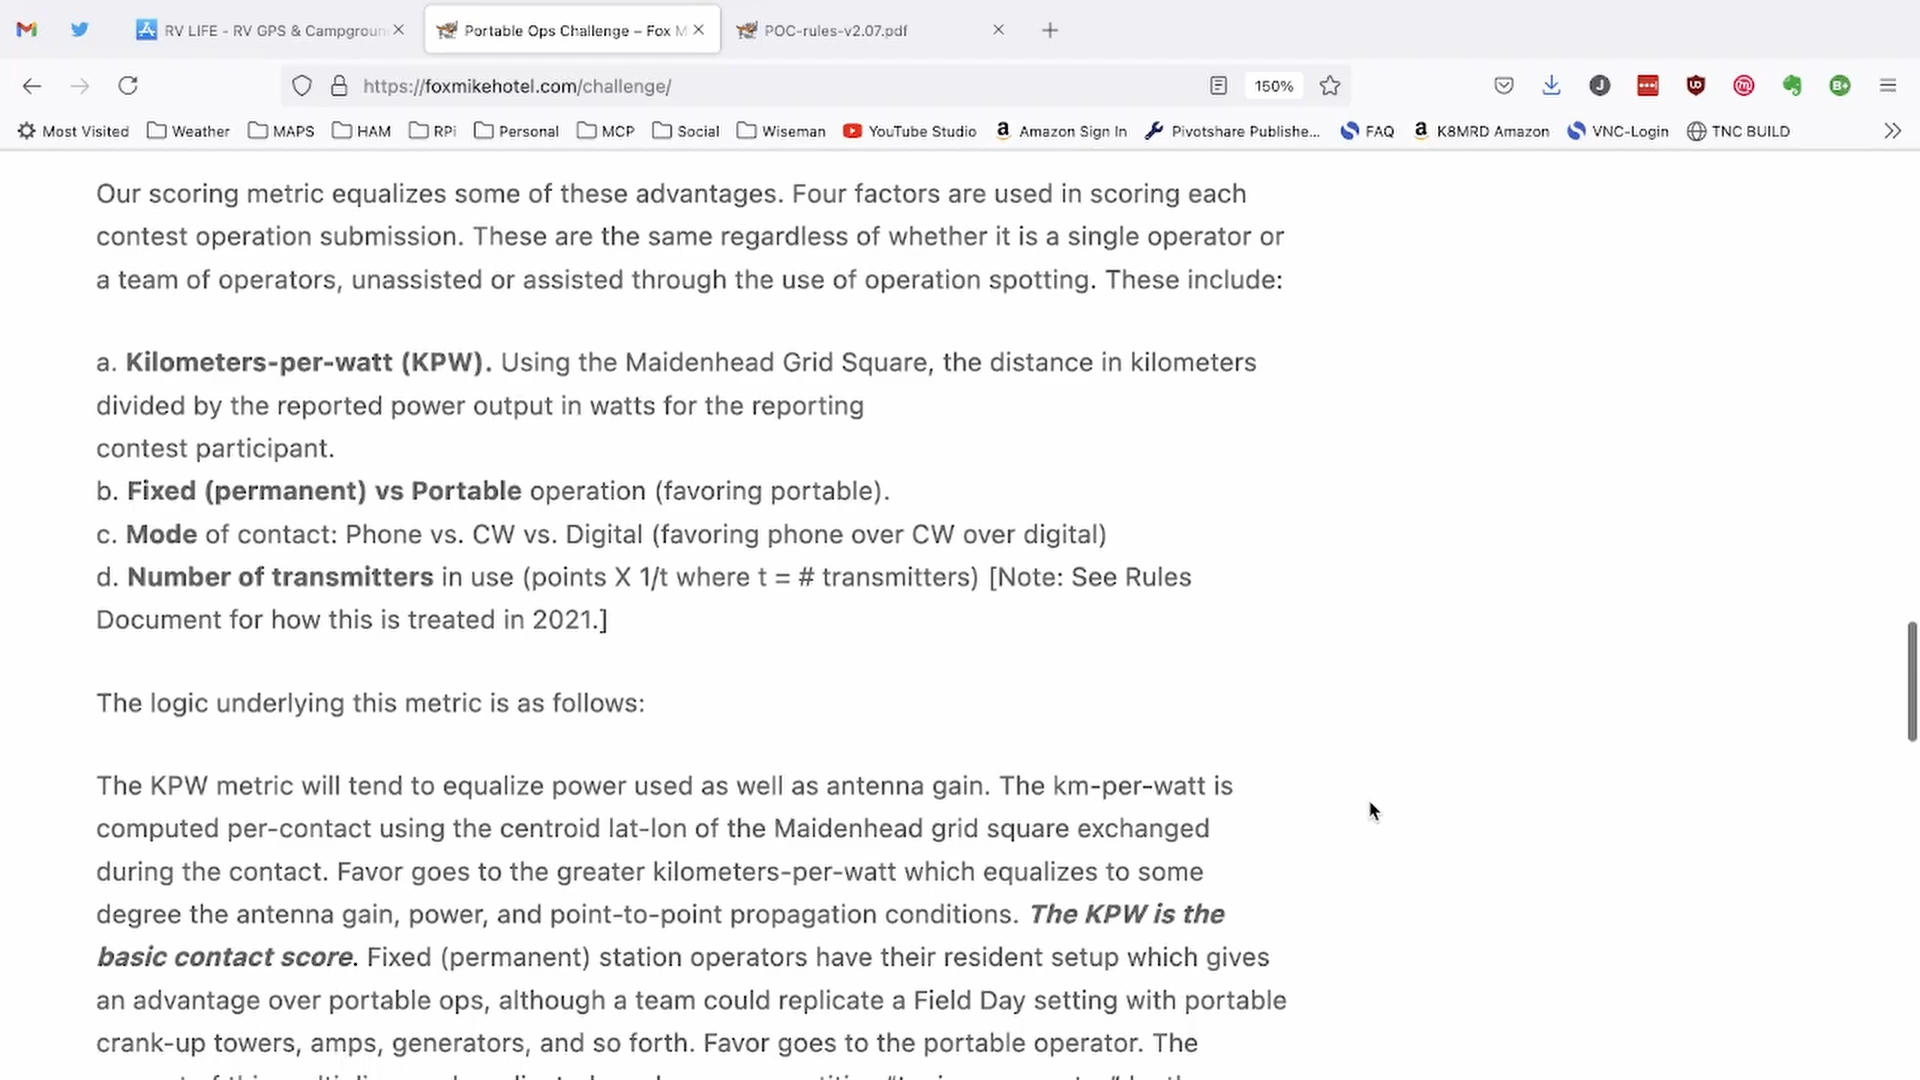 RV LIFE - RV GPS & Campgroun
Portable Ops Challenge – Fox M
POC-rules-v2.07.pdf
https://foxmikehotel.com/challenge/
150%
Most Visited
Weather
MAPS
HAM
RPi
Personal
MCP
Social
Wiseman
YouTube Studio
Amazon Sign In
Pivotshare Publishe...
FAQ
K8MRD Amazon
VNC-Login
TNC BUILD
Our scoring metric equalizes some of these advantages. Four factors are used in scoring each
contest operation submission. These are the same regardless of whether it is a single operator or
a team of operators, unassisted or assisted through the use of operation spotting. These include:
a. Kilometers-per-watt (KPW). Using the Maidenhead Grid Square, the distance in kilometers
divided by the reported power output in watts for the reporting
contest participant.
b. Fixed (permanent) vs Portable operation (favoring portable).
c. Mode of contact: Phone vs. CW vs. Digital (favoring phone over CW over digital)
d. Number of transmitters in use (points X 1/t where t = # transmitters) [Note: See Rules
Document for how this is treated in 2021.]
The logic underlying this metric is as follows:
The KPW metric will tend to equalize power used as well as antenna gain. The km-per-watt is
computed per-contact using the centroid lat-lon of the Maidenhead grid square exchanged
during the contact. Favor goes to the greater kilometers-per-watt which equalizes to some
degree the antenna gain, power, and point-to-point propagation conditions. The KPW is the
basic contact score. Fixed (permanent) station operators have their resident setup which gives
an advantage over portable ops, although a team could replicate a Field Day setting with portable
crank-up towers, amps, generators, and so forth. Favor goes to the portable operator. The